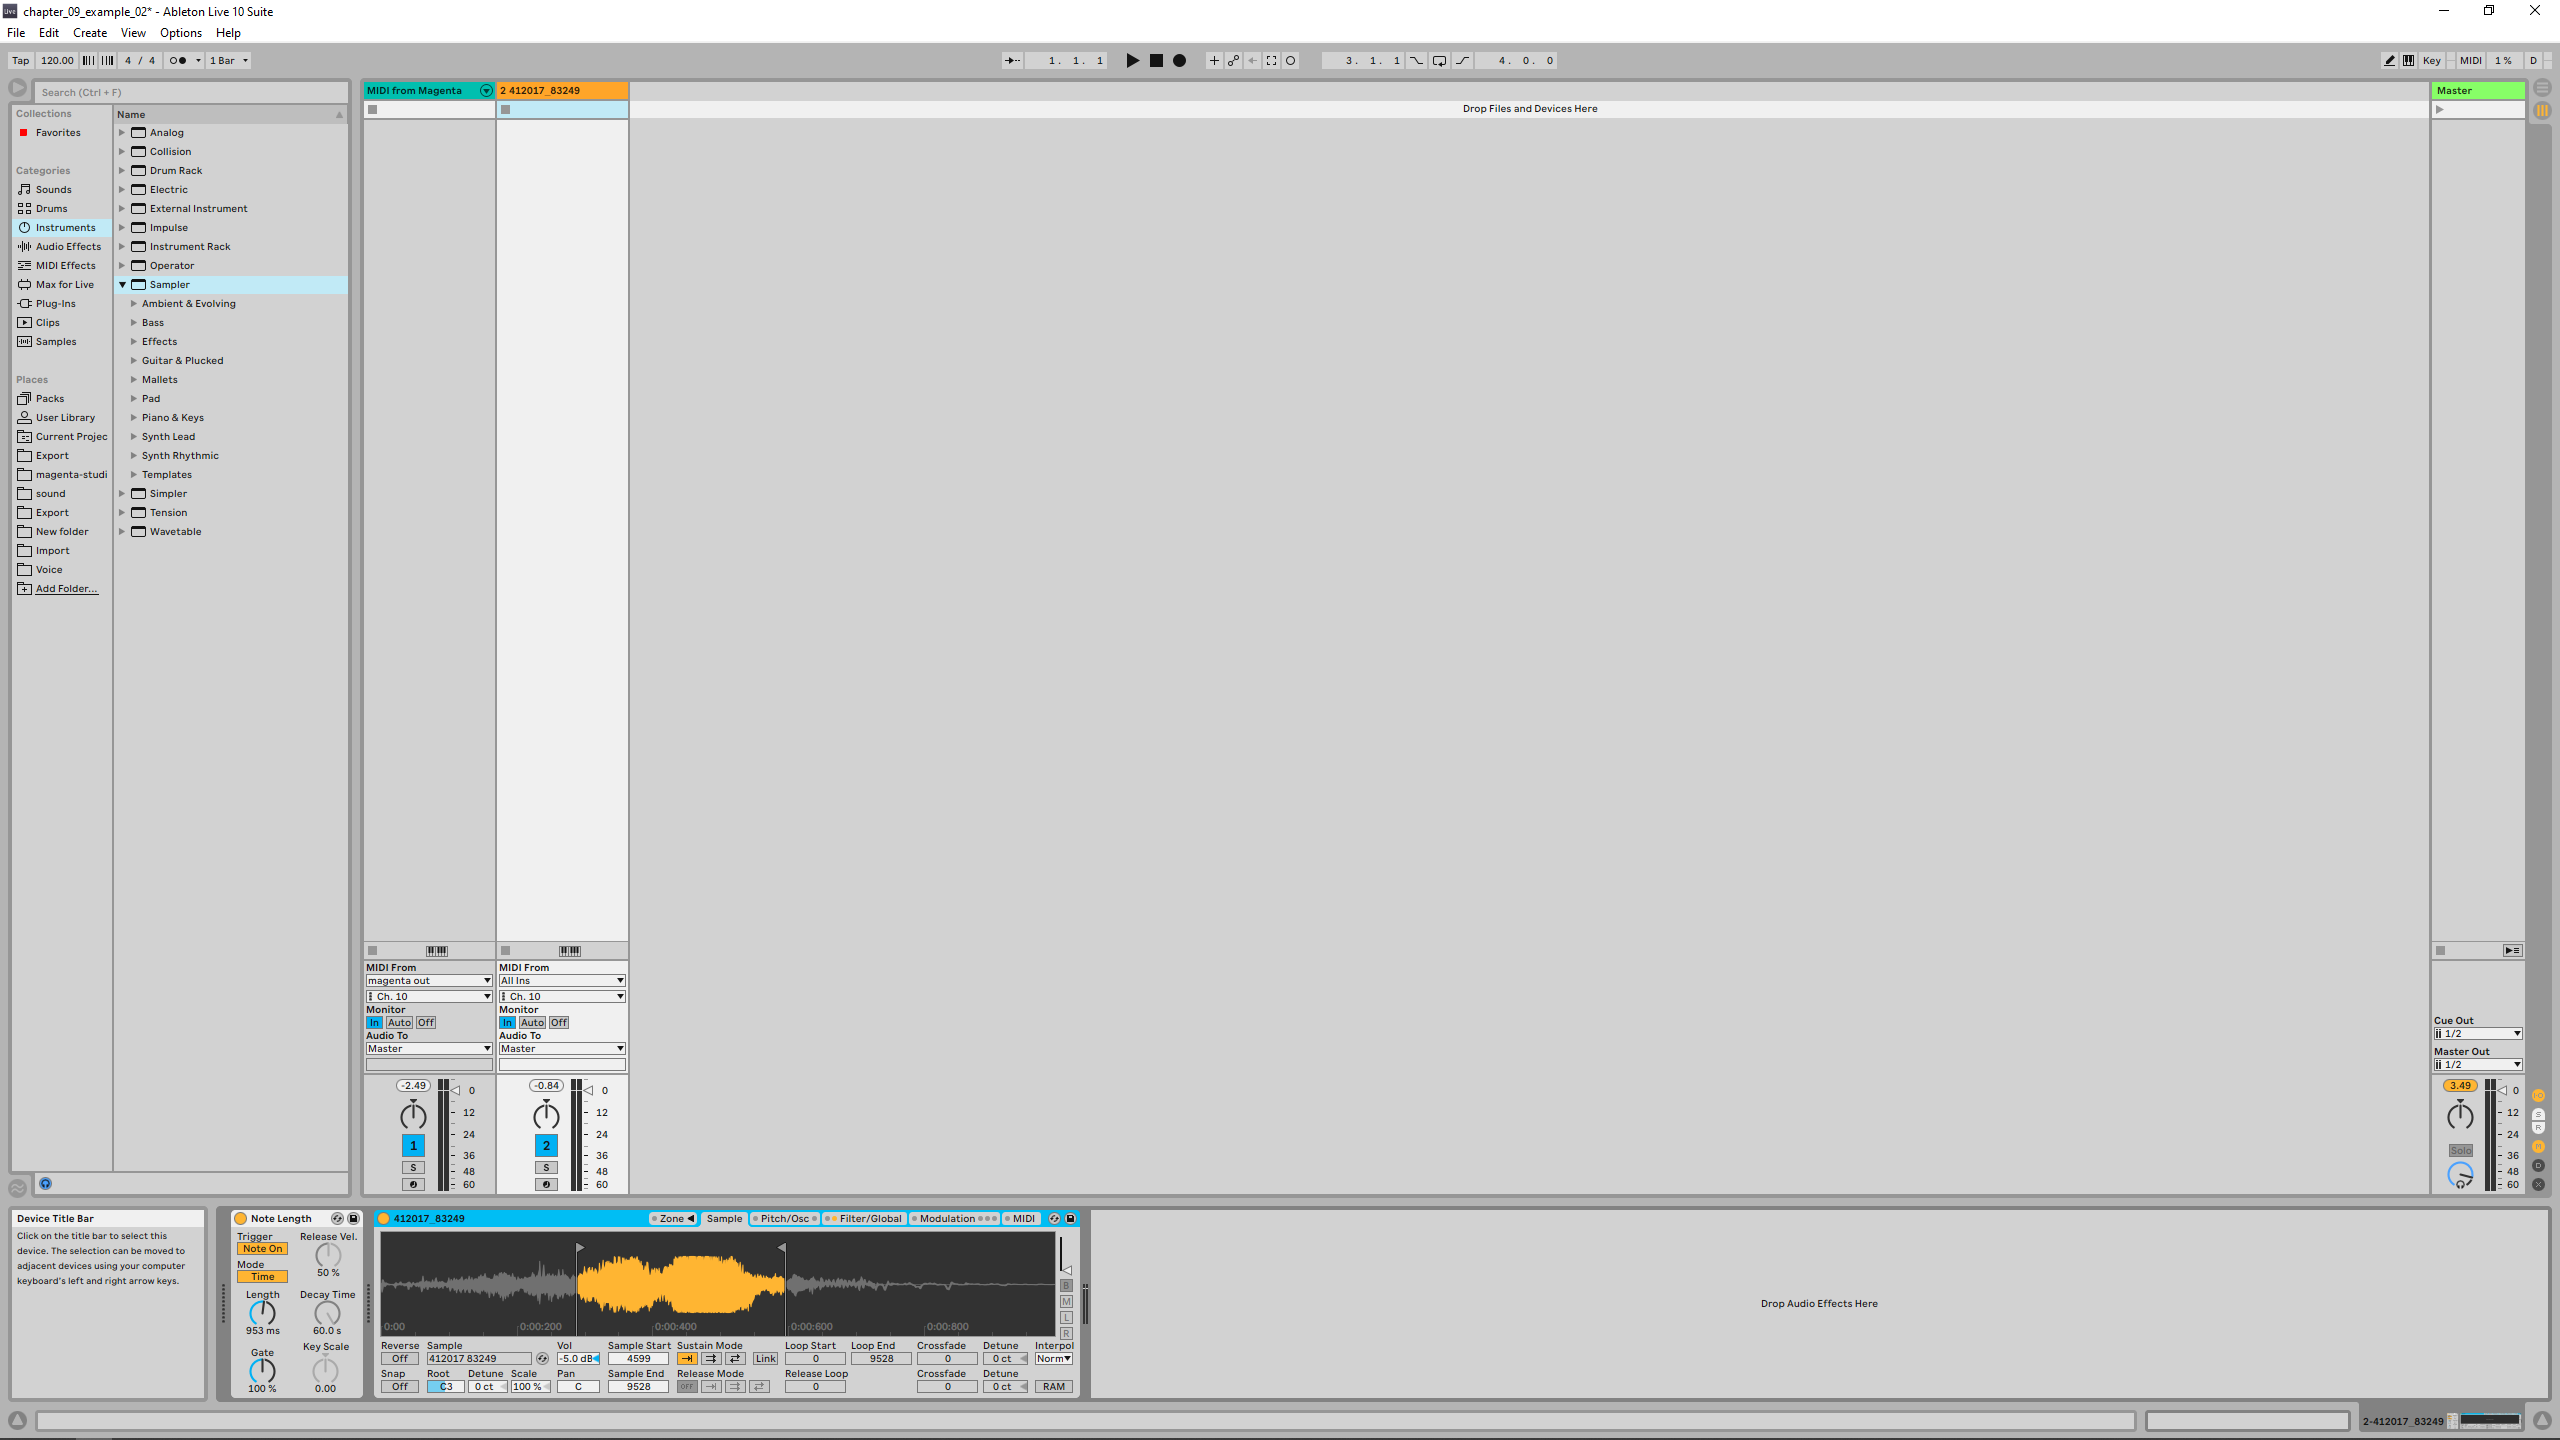 chapter_09_example_02* - Ableton Live 10 Suite
File Edit Create View Options Help
Tap 120.00 4 / 4 1 Bar 1. 1. 1 3. 1. 1 4. 0. 0 Key MIDI 1 % D
Search (Ctrl + F)
Collections
Favorites
Categories
Sounds
Drums
Instruments
Audio Effects
MIDI Effects
Max for Live
Plug-Ins
Clips
Samples
Places
Packs
User Library
Current Projec
Export
magenta-studi
sound
Export
New folder
Import
Voice
Add Folder...
Name
Analog
Collision
Drum Rack
Electric
External Instrument
Impulse
Instrument Rack
Operator
Sampler
Ambient & Evolving
Bass
Effects
Guitar & Plucked
Mallets
Pad
Piano & Keys
Synth Lead
Synth Rhythmic
Templates
Simpler
Tension
Wavetable
MIDI from Magenta
2 412017_83249
Drop Files and Devices Here
Master
MIDI From
magenta out
Ch. 10
Monitor
In Auto Off
Audio To
Master
-2.49
0
12
24
36
48
60
1
S
MIDI From
All Ins
Ch. 10
Monitor
In Auto Off
Audio To
Master
-0.84
0
12
24
36
48
60
2
S
Cue Out
1/2
Master Out
1/2
3.49
0
12
24
36
48
60
Solo
S
R
D
X
Device Title Bar
Click on the title bar to select this
device. The selection can be moved to
adjacent devices using your computer
keyboard's left and right arrow keys.
Note Length
Trigger
Note On
Mode
Time
Length
953 ms
Gate
100 %
Release Vel.
50 %
Decay Time
60.0 s
Key Scale
0.00
412017_83249 Zone Sample Pitch/Osc Filter/Global Modulation MIDI
B
M
L
R
0:00 0:00:200 0:00:400 0:00:600 0:00:800
Reverse Sample Vol Sample Start Sustain Mode Loop Start Loop End Crossfade Detune Interpol
Off 412017 83249 -5.0 dB 4599 Link 0 9528 0 0 ct Norm
Snap Root Detune Scale Pan Sample End Release Mode Release Loop Crossfade Detune
Off C3 0 ct 100 % C 9528 off 0 0 0 ct RAM
Drop Audio Effects Here
2-412017_83249